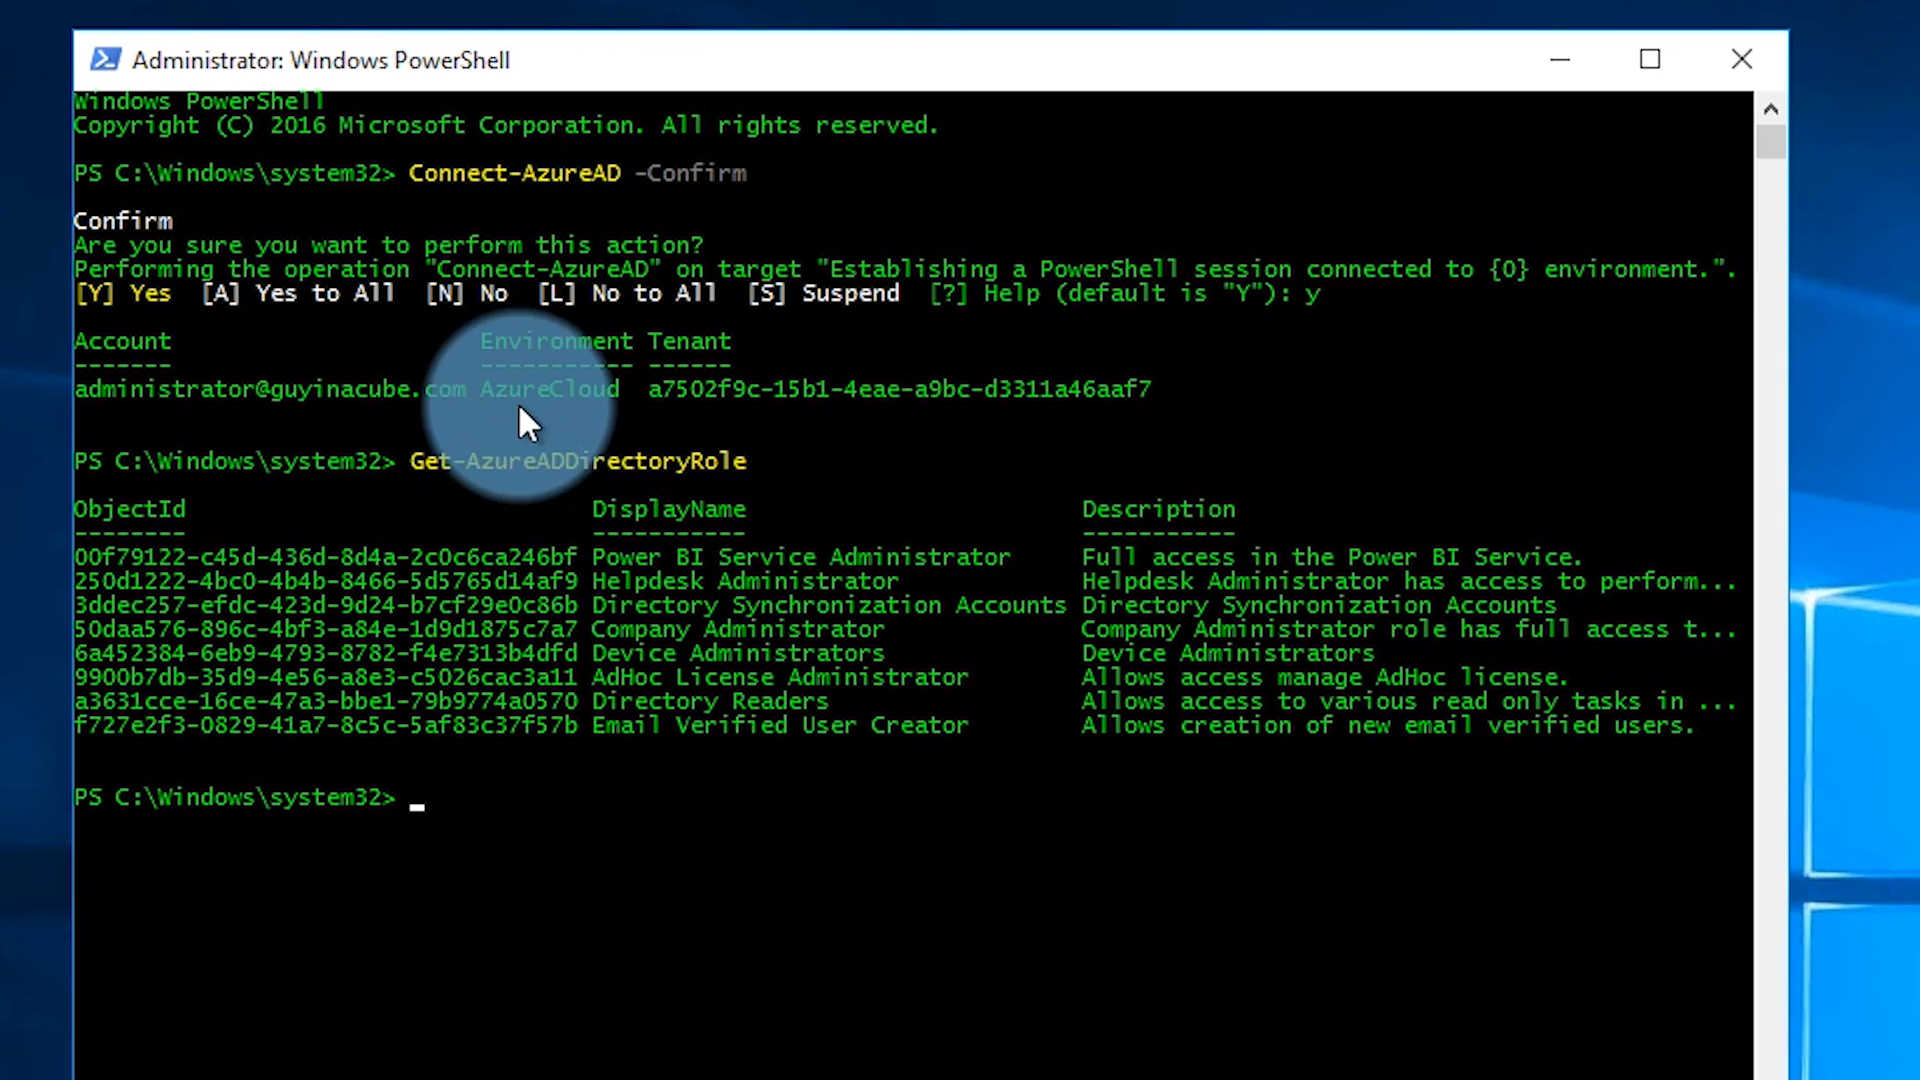 Administrator: Windows PowerShell
Windows PowerShell
Copyright (C) 2016 Microsoft Corporation. All rights reserved.
PS C:\Windows\system32> Connect-AzureAD -Confirm
Confirm
Are you sure you want to perform this action?
Performing the operation "Connect-AzureAD" on target "Establishing a PowerShell session connected to {0} environment.".
[Y] Yes  [A] Yes to All  [N] No  [L] No to All  [S] Suspend  [?] Help (default is "Y"): y
Account Environment Tenant
------- ----------- ------
administrator@guyinacube.com AzureCloud a7502f9c-15b1-4eae-a9bc-d3311a46aaf7
PS C:\Windows\system32> Get-AzureADDirectoryRole
ObjectId DisplayName Description
-------- ----------- -----------
00f79122-c45d-436d-8d4a-2c0c6ca246bf Power BI Service Administrator Full access in the Power BI Service.
250d1222-4bc0-4b4b-8466-5d5765d14af9 Helpdesk Administrator Helpdesk Administrator has access to perform...
3ddec257-efdc-423d-9d24-b7cf29e0c86b Directory Synchronization Accounts Directory Synchronization Accounts
50daa576-896c-4bf3-a84e-1d9d1875c7a7 Company Administrator Company Administrator role has full access t...
6a452384-6eb9-4793-8782-f4e7313b4dfd Device Administrators Device Administrators
9900b7db-35d9-4e56-a8e3-c5026cac3a11 AdHoc License Administrator Allows access manage AdHoc license.
a3631cce-16ce-47a3-bbe1-79b9774a0570 Directory Readers Allows access to various read only tasks in ...
f727e2f3-0829-41a7-8c5c-5af83c37f57b Email Verified User Creator Allows creation of new email verified users.
PS C:\Windows\system32> _